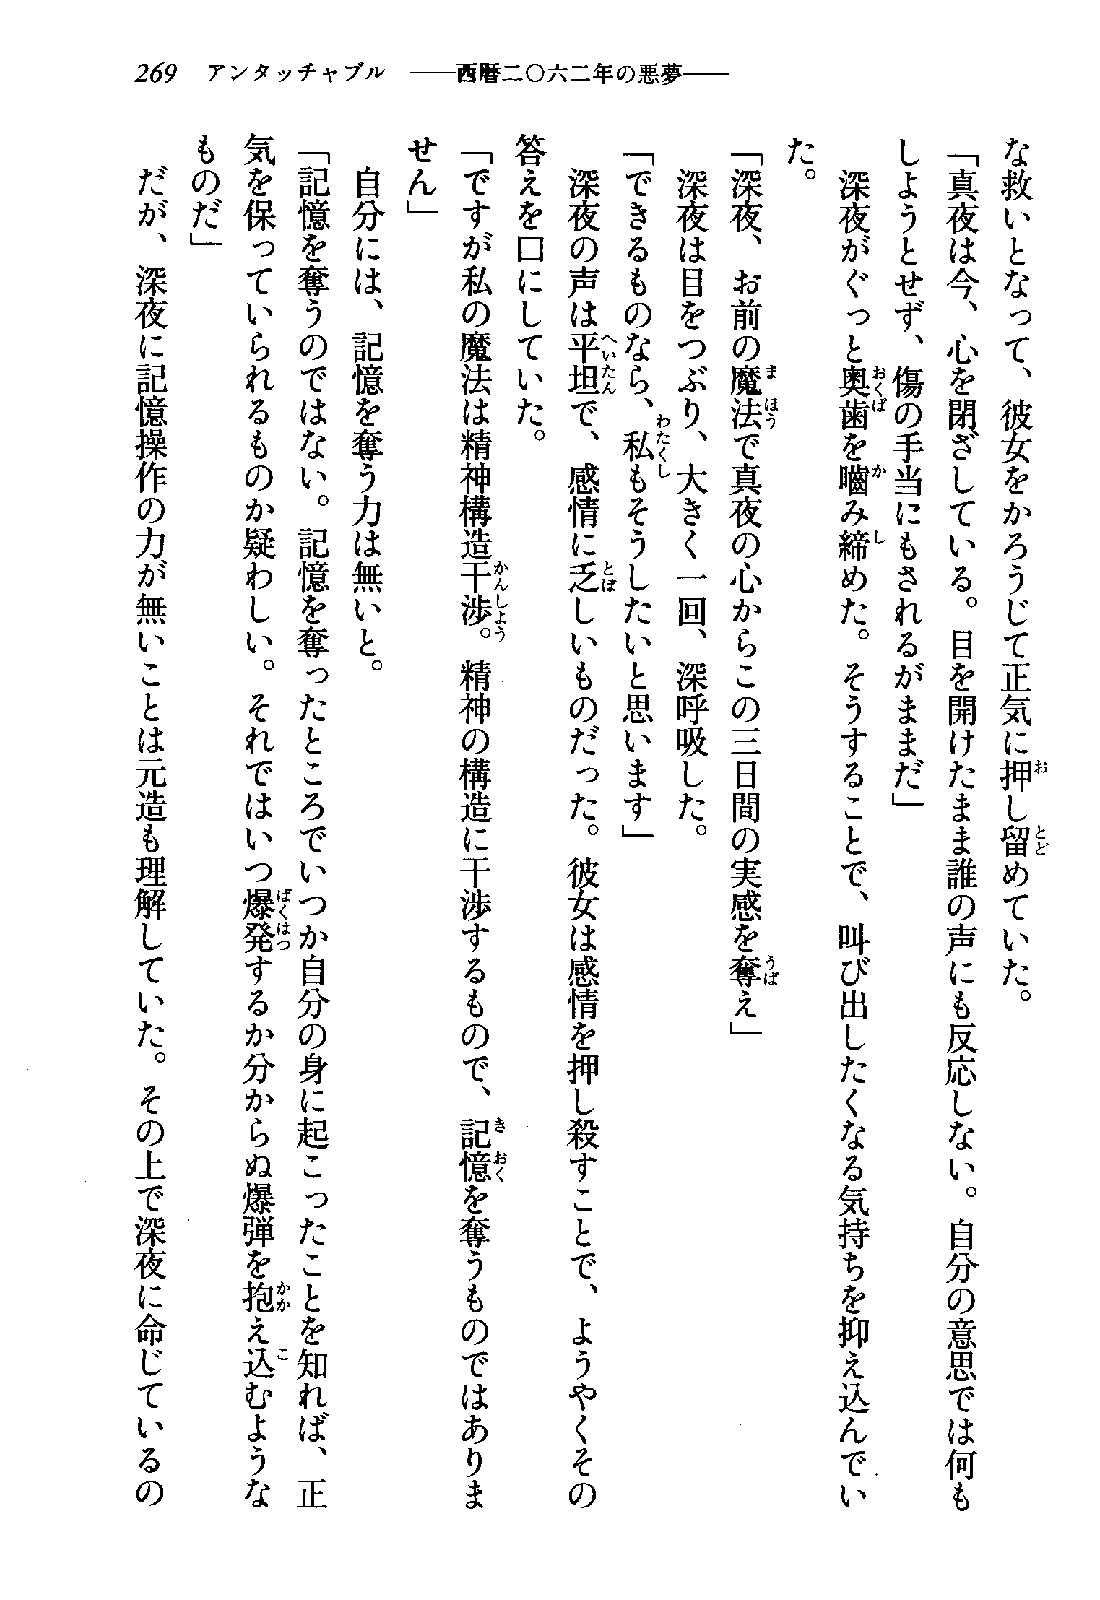 269　アンタッチャブル　――西暦二〇六二年の悪夢――
な救いとなって、彼女をかろうじて正気に押し留めていた。
「真夜は今、心を閉ざしている。目を開けたまま誰の声にも反応しない。自分の意思では何も
しようとせず、傷の手当にもされるがままだ」
　深夜がぐっと奥歯を嚙み締めた。そうすることで、叫び出したくなる気持ちを抑え込んでい
た。
「深夜、お前の魔法で真夜の心からこの三日間の実感を奪え」
　深夜は目をつぶり、大きく一回、深呼吸した。
「できるものなら、私もそうしたいと思います」
　深夜の声は平坦で、感情に乏しいものだった。彼女は感情を押し殺すことで、ようやくその
答えを口にしていた。
「ですが私の魔法は精神構造干渉。精神の構造に干渉するもので、記憶を奪うものではありま
せん」
　自分には、記憶を奪う力は無いと。
「記憶を奪うのではない。記憶を奪ったところでいつか自分の身に起こったことを知れば、正
気を保っていられるものか疑わしい。それではいつ爆発するか分からぬ爆弾を抱え込むような
ものだ」
　だが、深夜に記憶操作の力が無いことは元造も理解していた。その上で深夜に命じているの